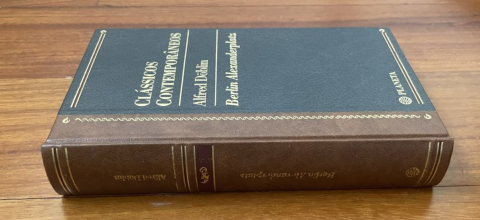 CLÁSSICOS
CONTEMPORÂNEOS
Alfred Döblin
Berlin Alexanderplatz
PLANETA
Alfred Döblin
Berlin Alexanderplatz